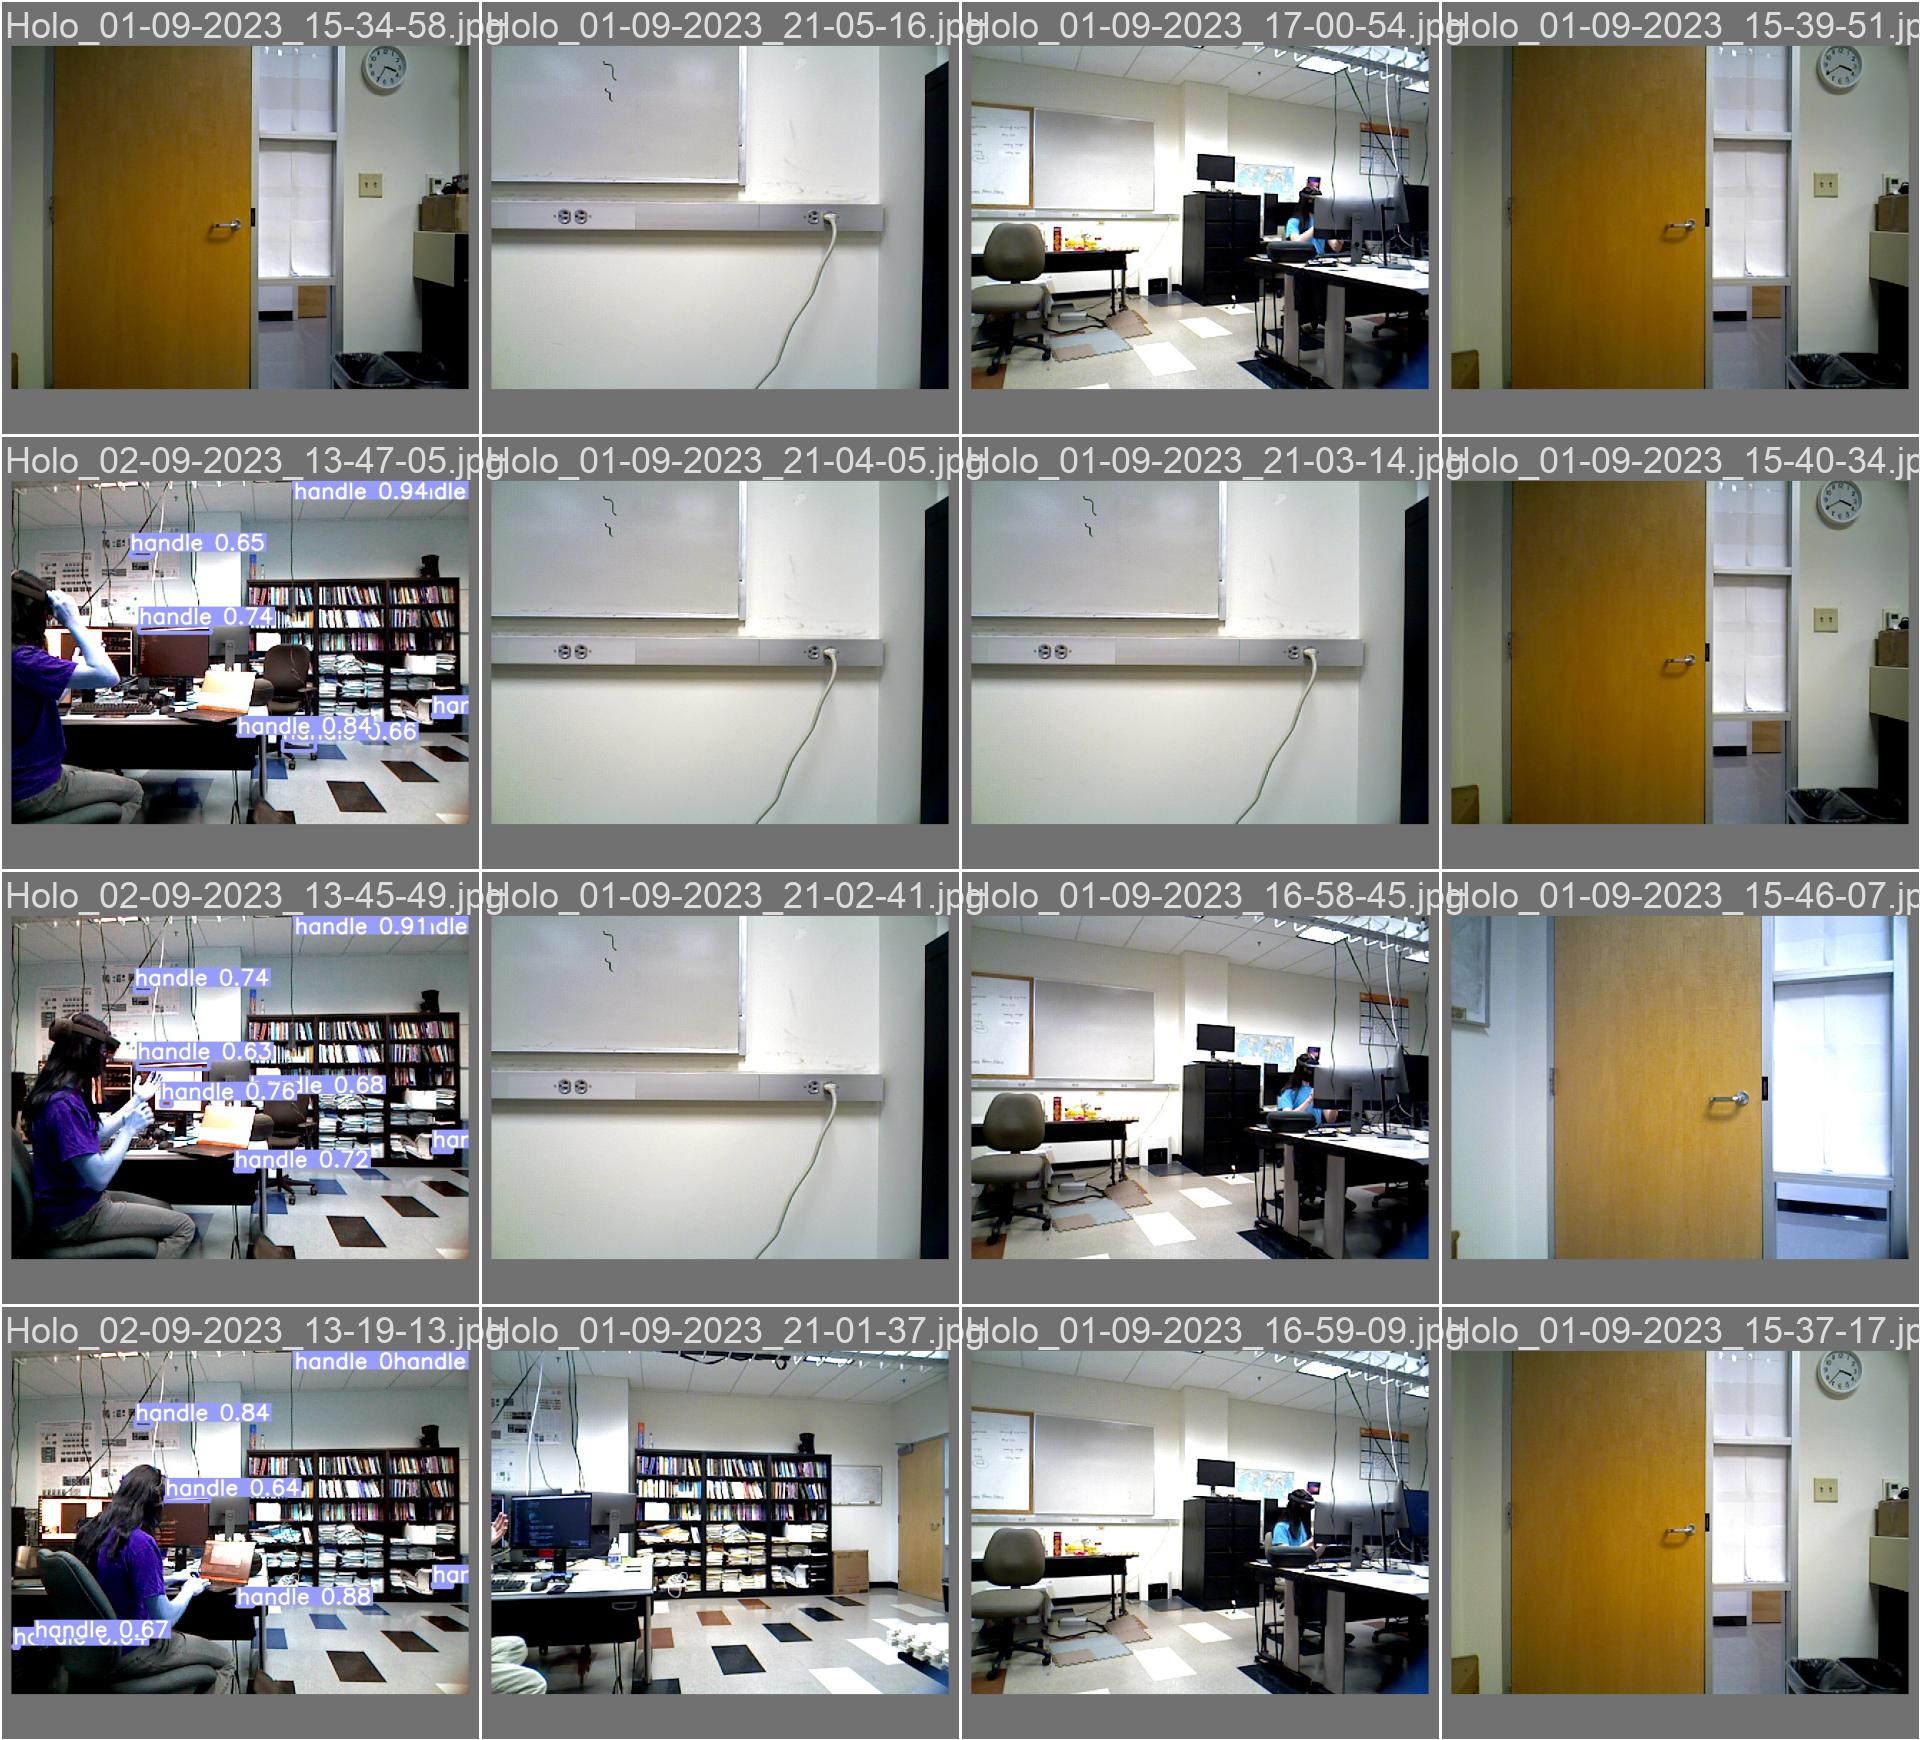 Holo_01-09-2023_15-34-58.jpg
Holo_01-09-2023_21-05-16.jpg
Holo_01-09-2023_17-00-54.jpg
Holo_01-09-2023_15-39-51.jp
Holo_02-09-2023_13-47-05.jpg
Holo_01-09-2023_21-04-05.jpg
Holo_01-09-2023_21-03-14.jpg
Holo_01-09-2023_15-40-34.jp
handle 0.94
handle 0.65
handle 0.74
har
handle 0.84
0.66
Holo_02-09-2023_13-45-49.jpg
Holo_01-09-2023_21-02-41.jpg
Holo_01-09-2023_16-58-45.jpg
Holo_01-09-2023_15-46-07.jp
handle 0.91
handle 0.74
handle 0.63
handle 0.76
0.68
har
handle 0.72
Holo_02-09-2023_13-19-13.jpg
Holo_01-09-2023_21-01-37.jpg
Holo_01-09-2023_16-59-09.jpg
Holo_01-09-2023_15-37-17.jp
handle 0handle
handle 0.84
handle 0.64
har
handle 0.88
handle 0.67